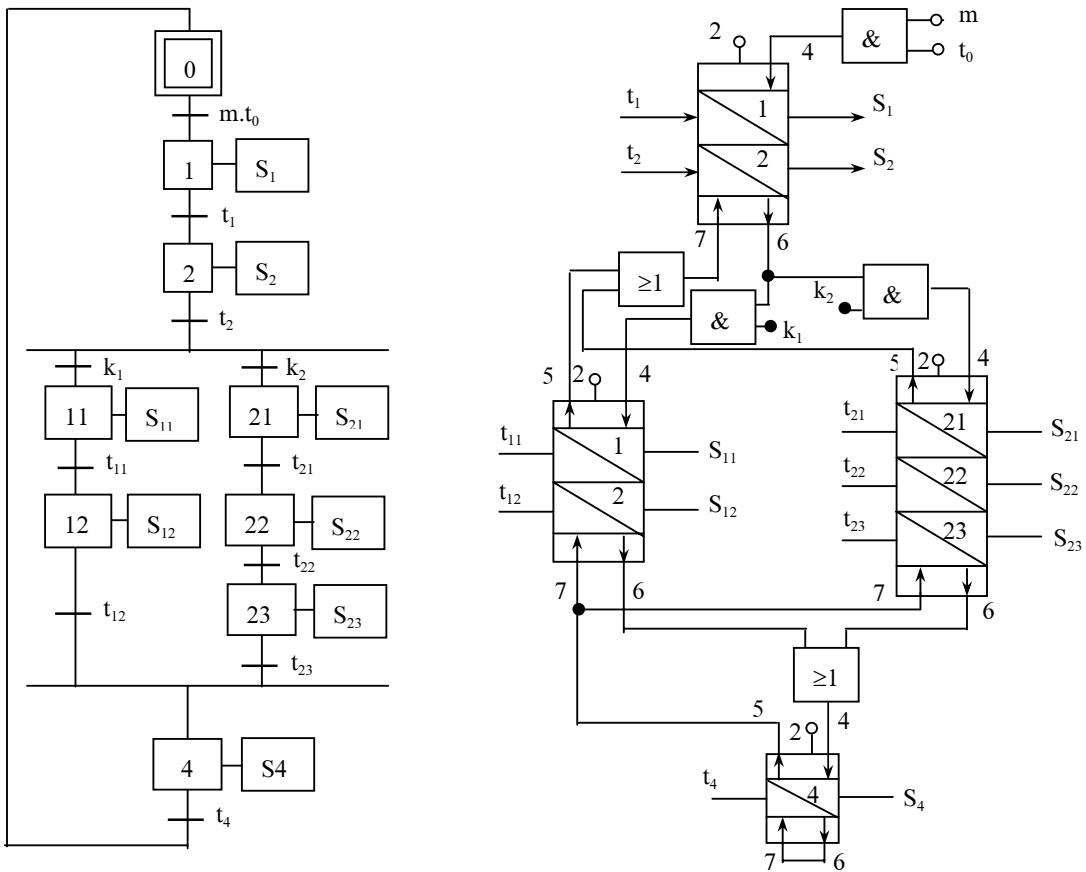 0
m.t₀
1
S₁
t₁
2
S₂
t₂
k₁
k₂
11
S₁₁
21
S₂₁
t₁₁
t₂₁
12
S₁₂
22
S₂₂
t₂₂
t₁₂
23
S₂₃
t₂₃
4
S4
t₄
m
&
t₀
2
4
t₁
1
S₁
t₂
2
S₂
7
6
≥1
&
k₁
k₂
&
5
2
4
5
2
4
t₁₁
1
S₁₁
t₁₂
2
S₁₂
7
6
t₂₁
21
S₂₁
t₂₂
22
S₂₂
t₂₃
23
S₂₃
7
6
≥1
5
2
4
t₄
4
S₄
7
6